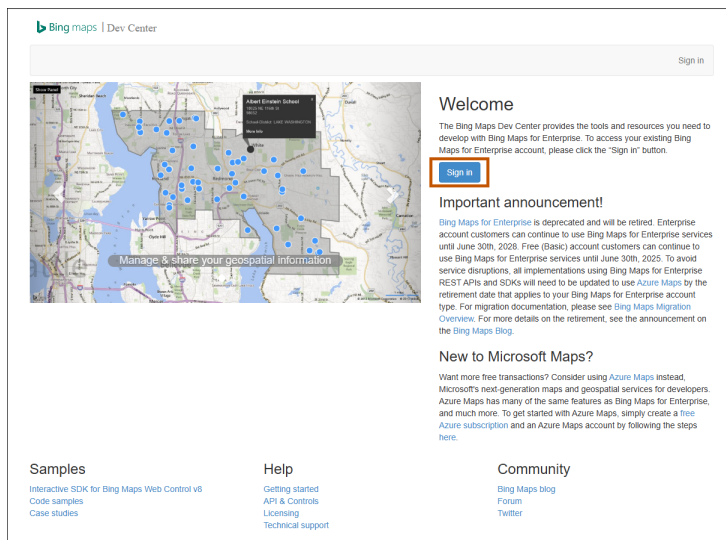 Bing maps | Dev Center
Sign in
Show Panel
Albert Einstein School
School District: LAKE WASHINGTON
More Info
Manage & share your geospatial information
Welcome
The Bing Maps Dev Center provides the tools and resources you need to
develop with Bing Maps for Enterprise. To access your existing Bing
Maps for Enterprise account, please click the "Sign in" button.
Sign in
Important announcement!
Bing Maps for Enterprise is deprecated and will be retired. Enterprise
account customers can continue to use Bing Maps for Enterprise services
until June 30th, 2028. Free (Basic) account customers can continue to
use Bing Maps for Enterprise services until June 30th, 2025. To avoid
service disruptions, all implementations using Bing Maps for Enterprise
REST APIs and SDKs will need to be updated to use Azure Maps by the
retirement date that applies to your Bing Maps for Enterprise account
type. For migration documentation, please see Bing Maps Migration
Overview. For more details on the retirement, see the announcement on
the Bing Maps Blog.
New to Microsoft Maps?
Want more free transactions? Consider using Azure Maps instead,
Microsoft's next-generation maps and geospatial services for developers.
Azure Maps has many of the same features as Bing Maps for Enterprise,
and much more. To get started with Azure Maps, simply create a free
Azure subscription and an Azure Maps account by following the steps
here.
Samples
Interactive SDK for Bing Maps Web Control v8
Code samples
Case studies
Help
Getting started
API & Controls
Licensing
Technical support
Community
Bing Maps blog
Forum
Twitter